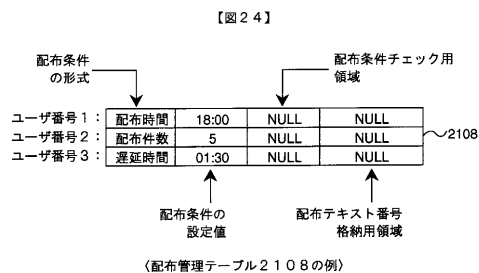 【図２４】
配布条件
の形式
配布条件チェック用
領域
ユーザ番号１： 配布時間 18:00 NULL NULL
ユーザ番号２： 配布件数 5 NULL NULL 2108
ユーザ番号３： 遅延時間 01:30 NULL NULL
配布条件の
設定値
配布テキスト番号
格納用領域
〈配布管理テーブル２１０８の例〉